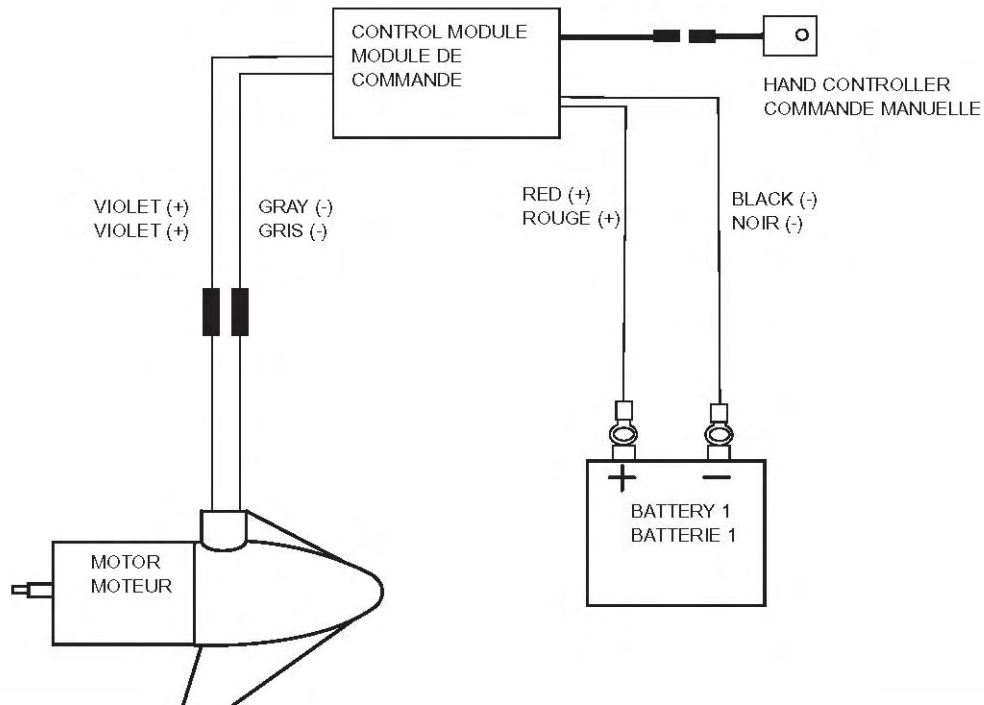 CONTROL MODULE
MODULE DE
COMMANDE
HAND CONTROLLER
COMMANDE MANUELLE
VIOLET (+)
VIOLET (+)
GRAY (-)
GRIS (-)
RED (+)
ROUGE (+)
BLACK (-)
NOIR (-)
+ −
BATTERY 1
BATTERIE 1
MOTOR
MOTEUR